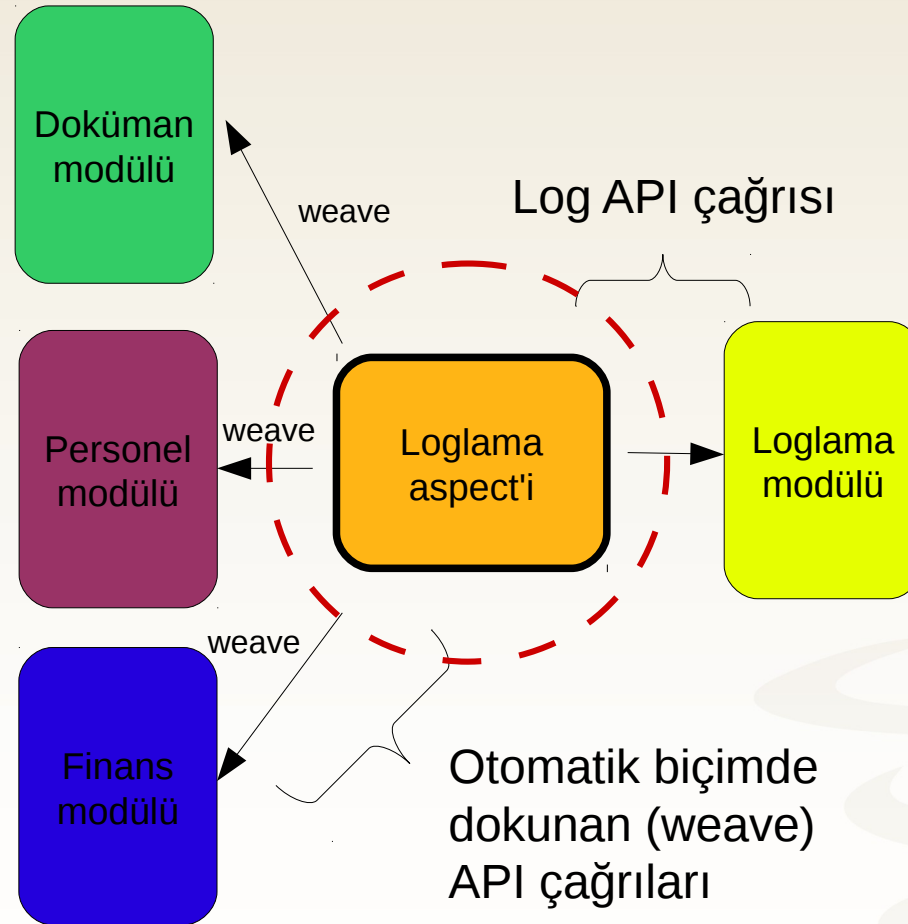 Doküman
modülü
weave
Log API çağrısı
Personel
modülü
weave
Loglama
aspect'i
Loglama
modülü
weave
Finans
modülü
Otomatik biçimde
dokunan (weave)
API çağrıları